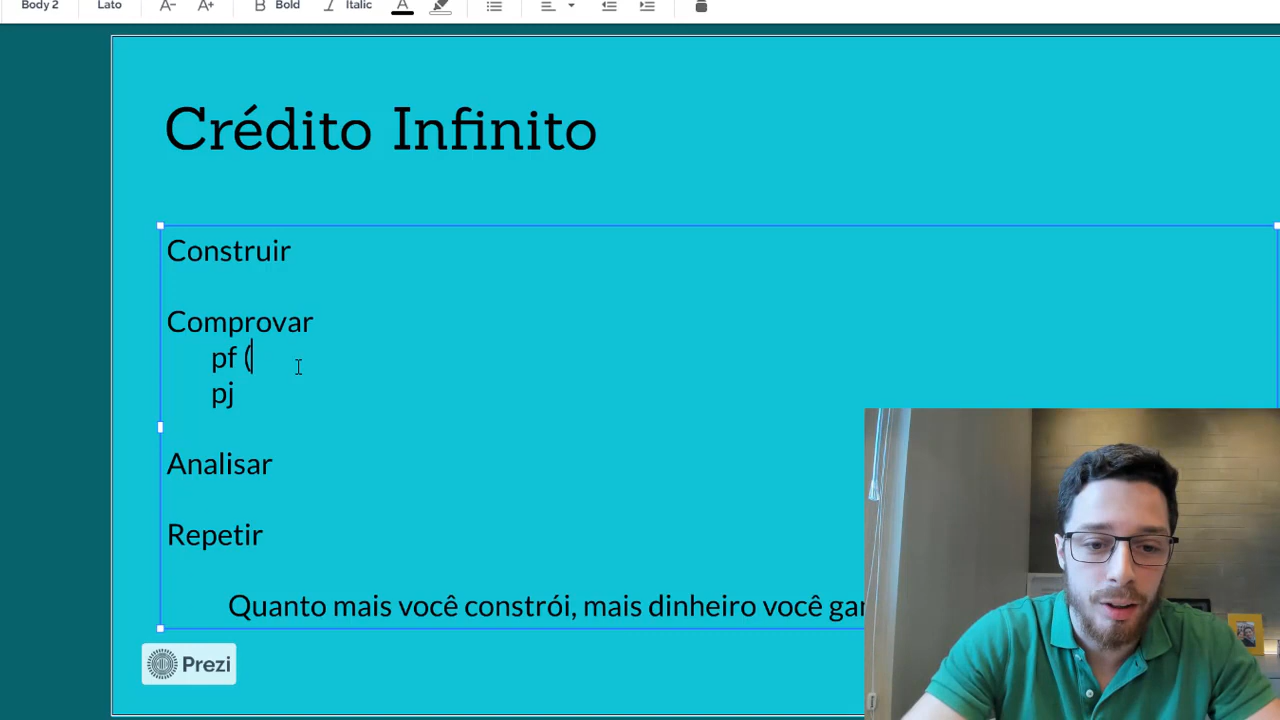 Body 2 Lato A- A+ B Bold I Italic A
Crédito Infinito
Construir
Comprovar
pf (
pj
Analisar
Repetir
Quanto mais você constrói, mais dinheiro você
Prezi